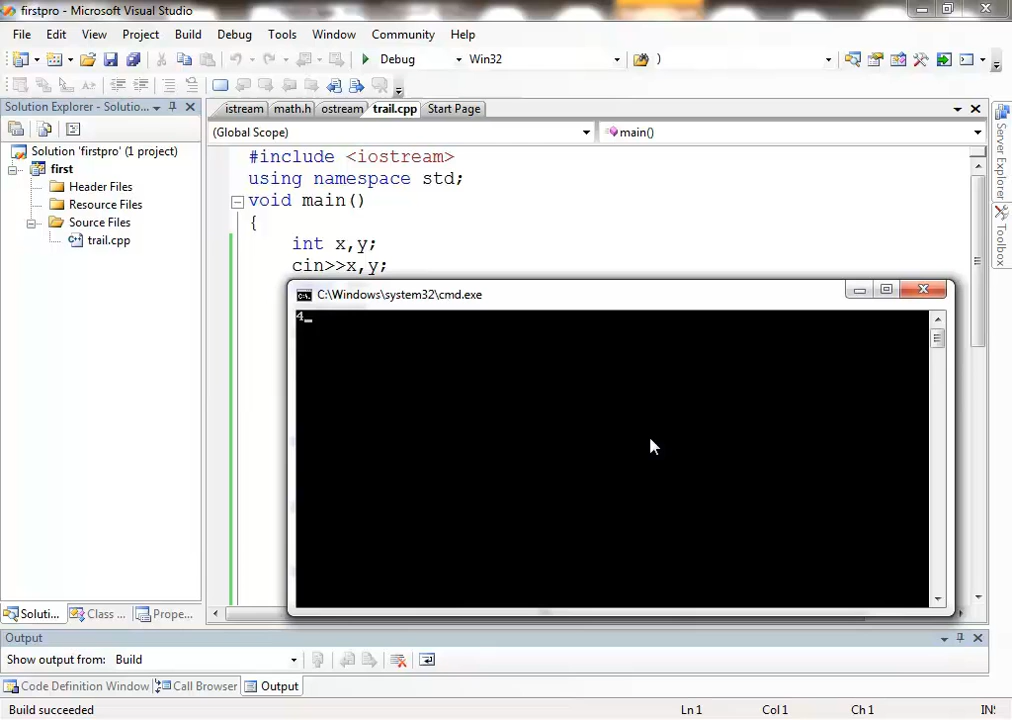 firstpro - Microsoft Visual Studio
File Edit View Project Build Debug Tools Window Community Help
Debug Win32 )
Solution Explorer - Solutio...
istream math.h ostream trail.cpp Start Page
(Global Scope) main()
Solution 'firstpro' (1 project)
first
Header Files
Resource Files
Source Files
trail.cpp
#include <iostream>
using namespace std;
void main()
{
int x,y;
cin>>x,y;
C:\Windows\system32\cmd.exe
4_
Server Explorer
Toolbox
Soluti... Class ... Prope...
Output
Show output from: Build
Code Definition Window Call Browser Output
Build succeeded Ln 1 Col 1 Ch 1 INS